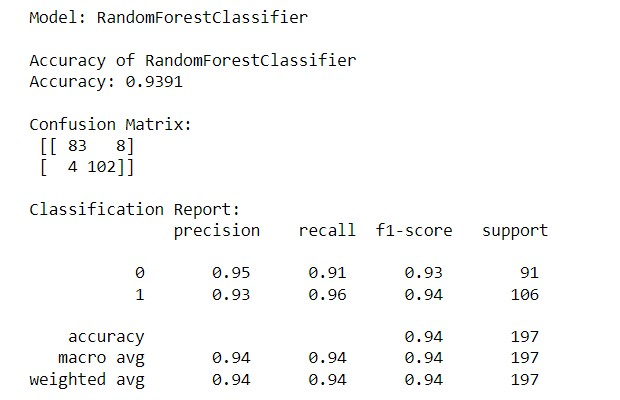 Model: RandomForestClassifier
Accuracy of RandomForestClassifier
Accuracy: 0.9391
Confusion Matrix:
[[ 83   8]
[  4 102]]
Classification Report:
precision    recall  f1-score   support
0       0.95      0.91      0.93        91
1       0.93      0.96      0.94       106
accuracy                           0.94       197
macro avg       0.94      0.94      0.94       197
weighted avg       0.94      0.94      0.94       197